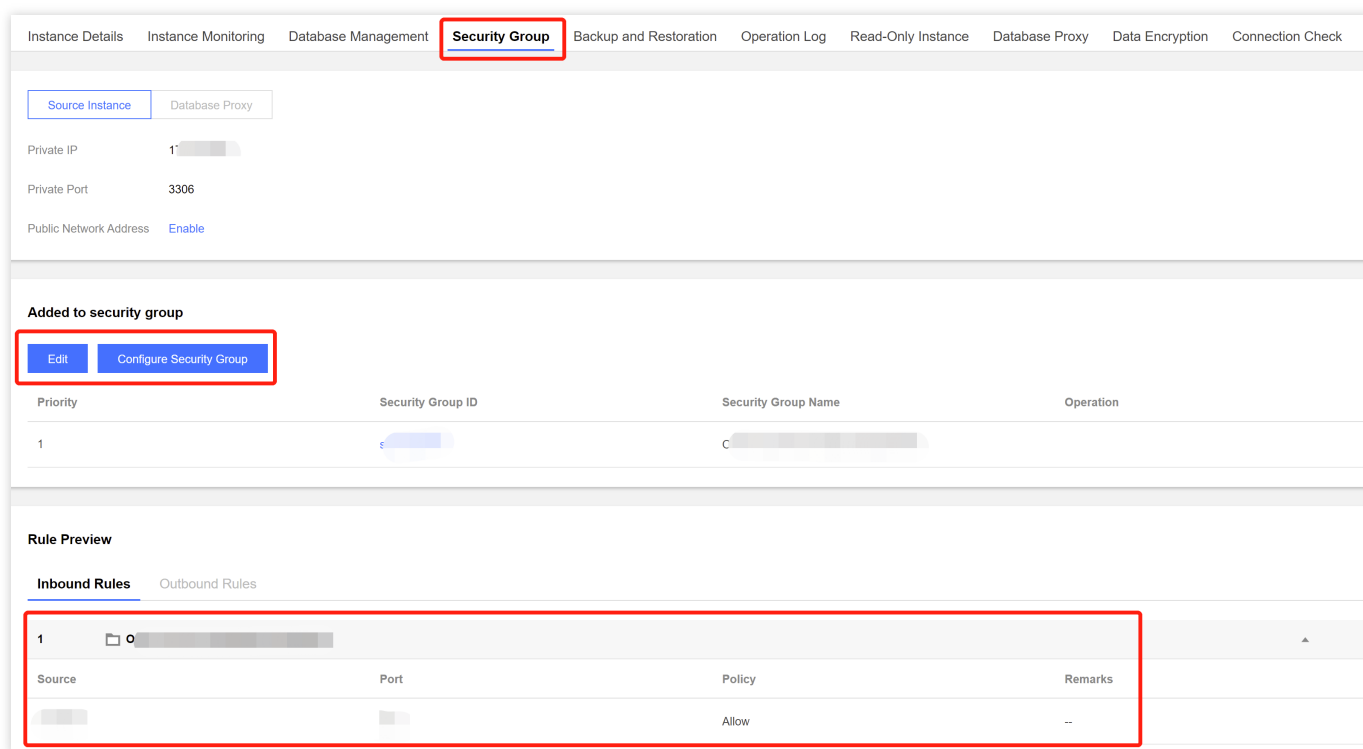 Instance Details Instance Monitoring Database Management Security Group Backup and Restoration Operation Log Read-Only Instance Database Proxy Data Encryption Connection Check
Source Instance Database Proxy
Private IP
Private Port 3306
Public Network Address Enable
Added to security group
Edit Configure Security Group
Priority Security Group ID Security Group Name Operation
1
Rule Preview
Inbound Rules Outbound Rules
1
Source Port Policy Remarks
Allow --